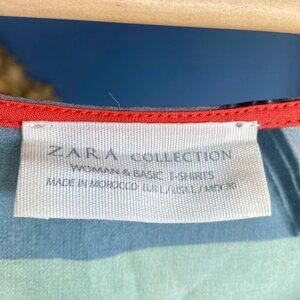 ZARA COLLECTION
WOMAN & BASIC T-SHIRTS
MADE IN MOROCCO EUR L / USA L / MEX 30